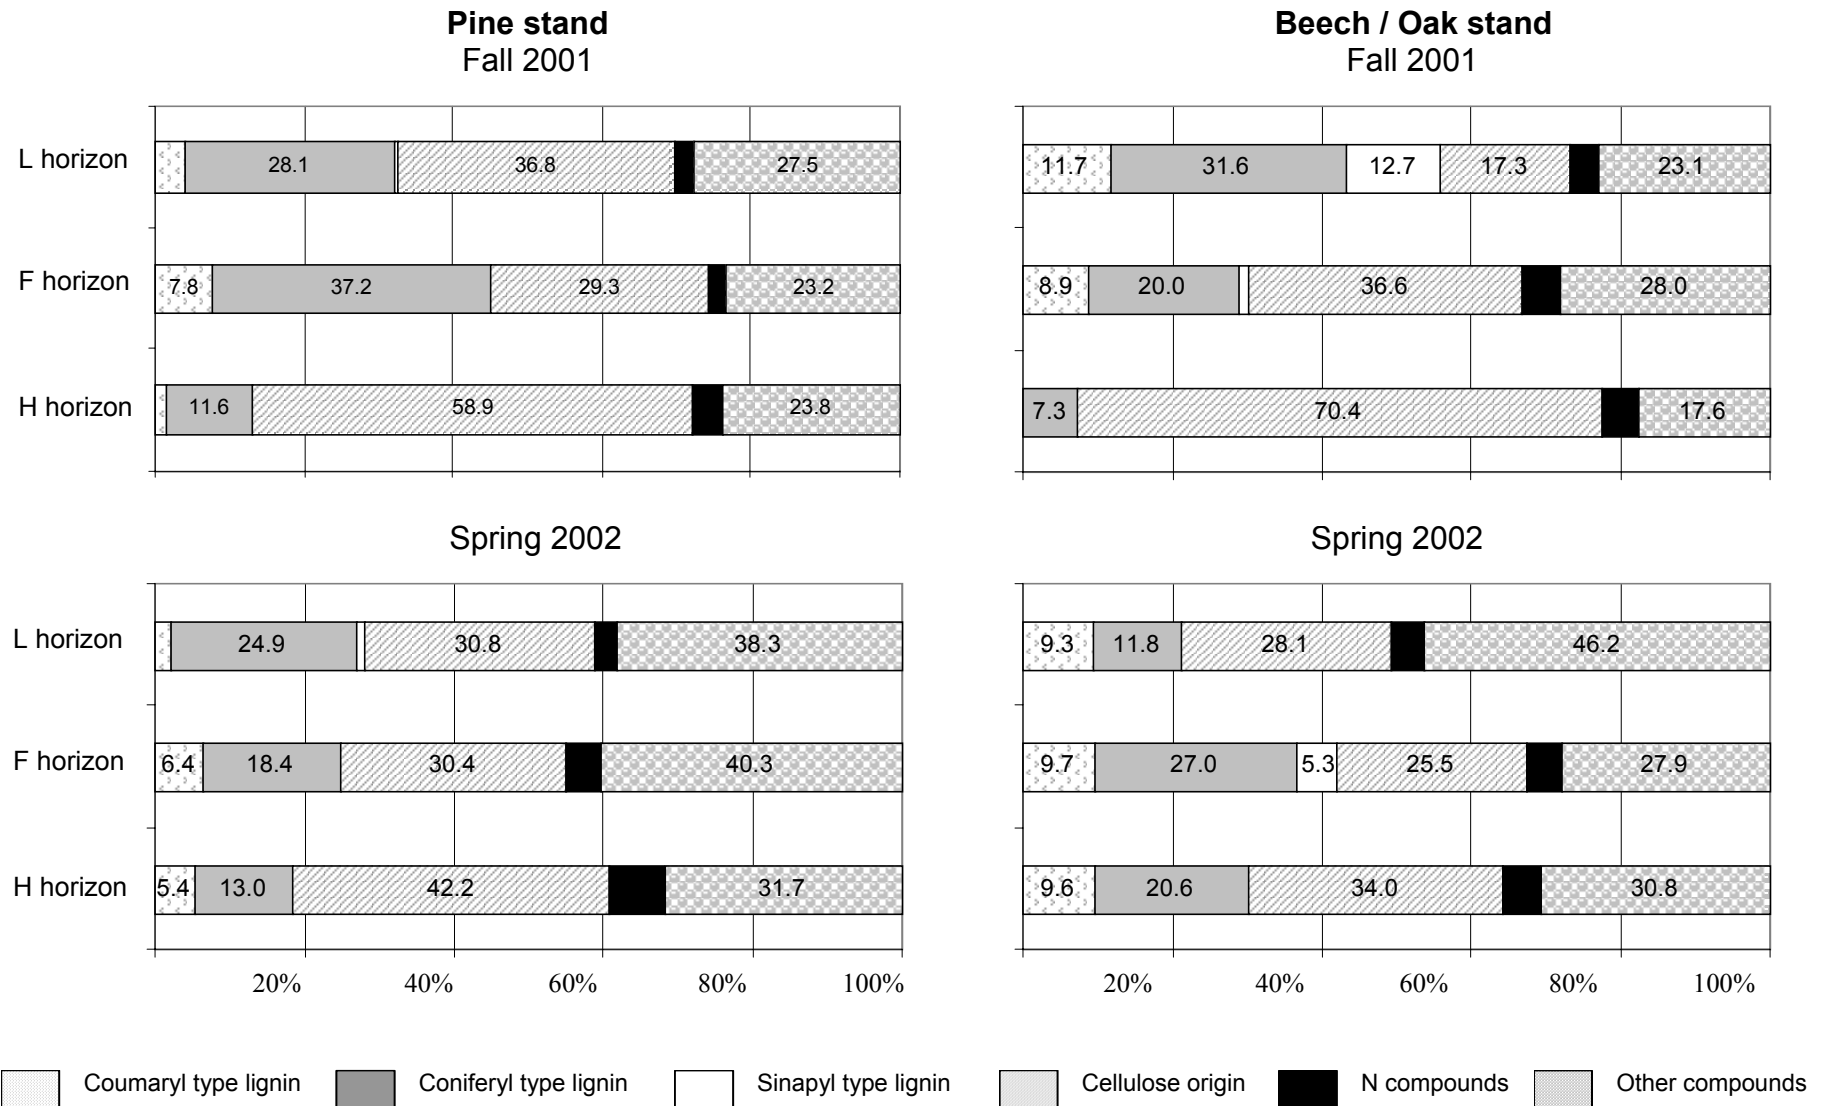 Pine stand
Fall 2001
Beech / Oak stand
Fall 2001
L horizon 28.1 36.8 27.5
11.7 31.6 12.7 17.3 23.1
F horizon 7.8 37.2 29.3 23.2
8.9 20.0 36.6 28.0
H horizon 11.6 58.9 23.8
7.3 70.4 17.6
Spring 2002
Spring 2002
L horizon 24.9 30.8 38.3
9.3 11.8 28.1 46.2
F horizon 6.4 18.4 30.4 40.3
9.7 27.0 5.3 25.5 27.9
H horizon 5.4 13.0 42.2 31.7
9.6 20.6 34.0 30.8
20% 40% 60% 80% 100%
20% 40% 60% 80% 100%
Coumaryl type lignin Coniferyl type lignin Sinapyl type lignin Cellulose origin N compounds Other compounds